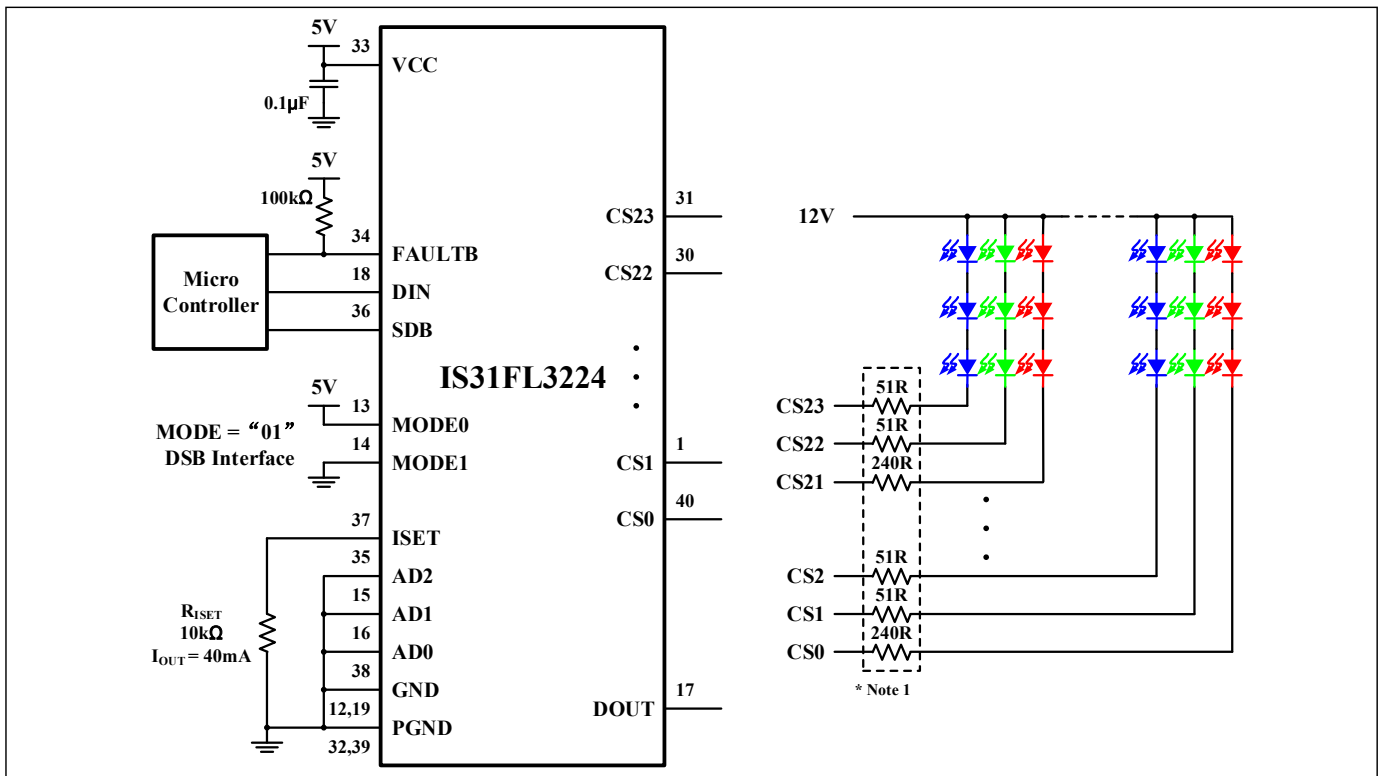 5V
33
VCC
0.1µF
5V
100kΩ
34
FAULTB
18
DIN
36
SDB
Micro
Controller
IS31FL3224
5V
13
MODE0
MODE = “01”
DSB Interface
14
MODE1
37
ISET
35
AD2
15
AD1
16
AD0
38
GND
12,19
PGND
32,39
RISET
10kΩ
IOUT = 40mA
31
CS23
30
CS22
1
CS1
40
CS0
17
DOUT
12V
51R
CS23
51R
CS22
240R
CS21
51R
CS2
51R
CS1
240R
CS0
* Note 1